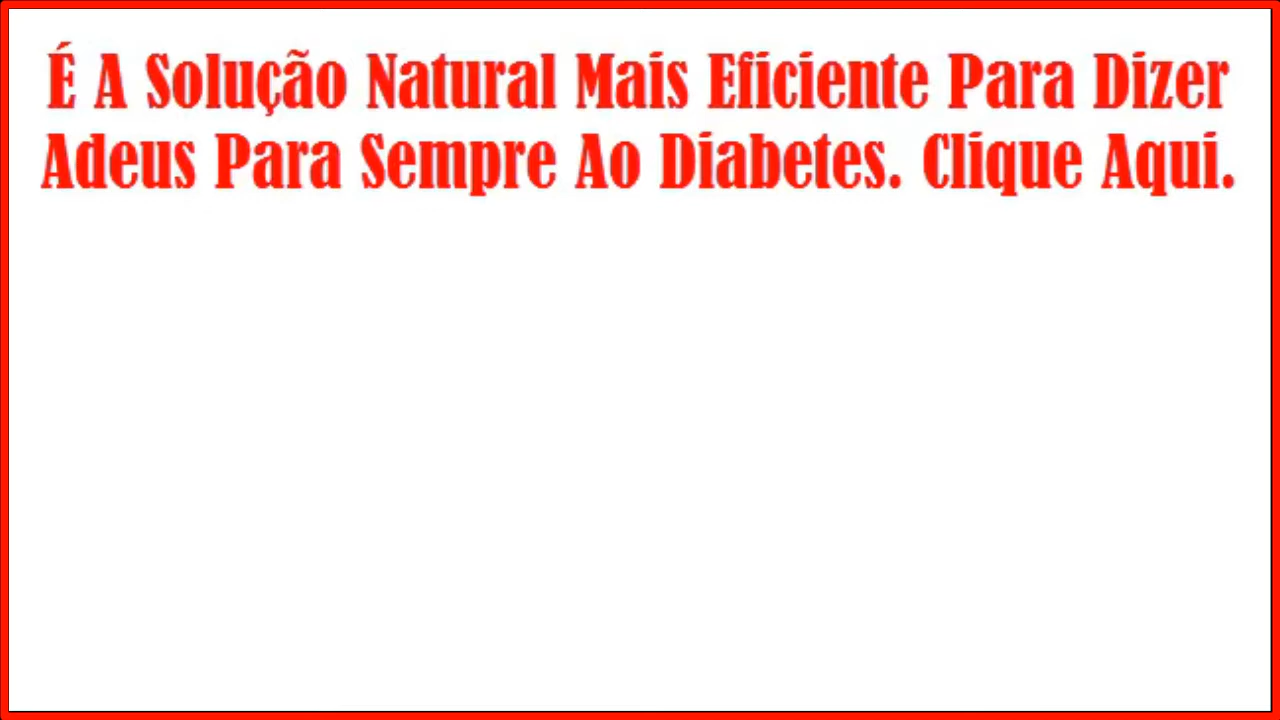 É A Solução Natural Mais Eficiente Para Dizer
Adeus Para Sempre Ao Diabetes. Clique Aqui.